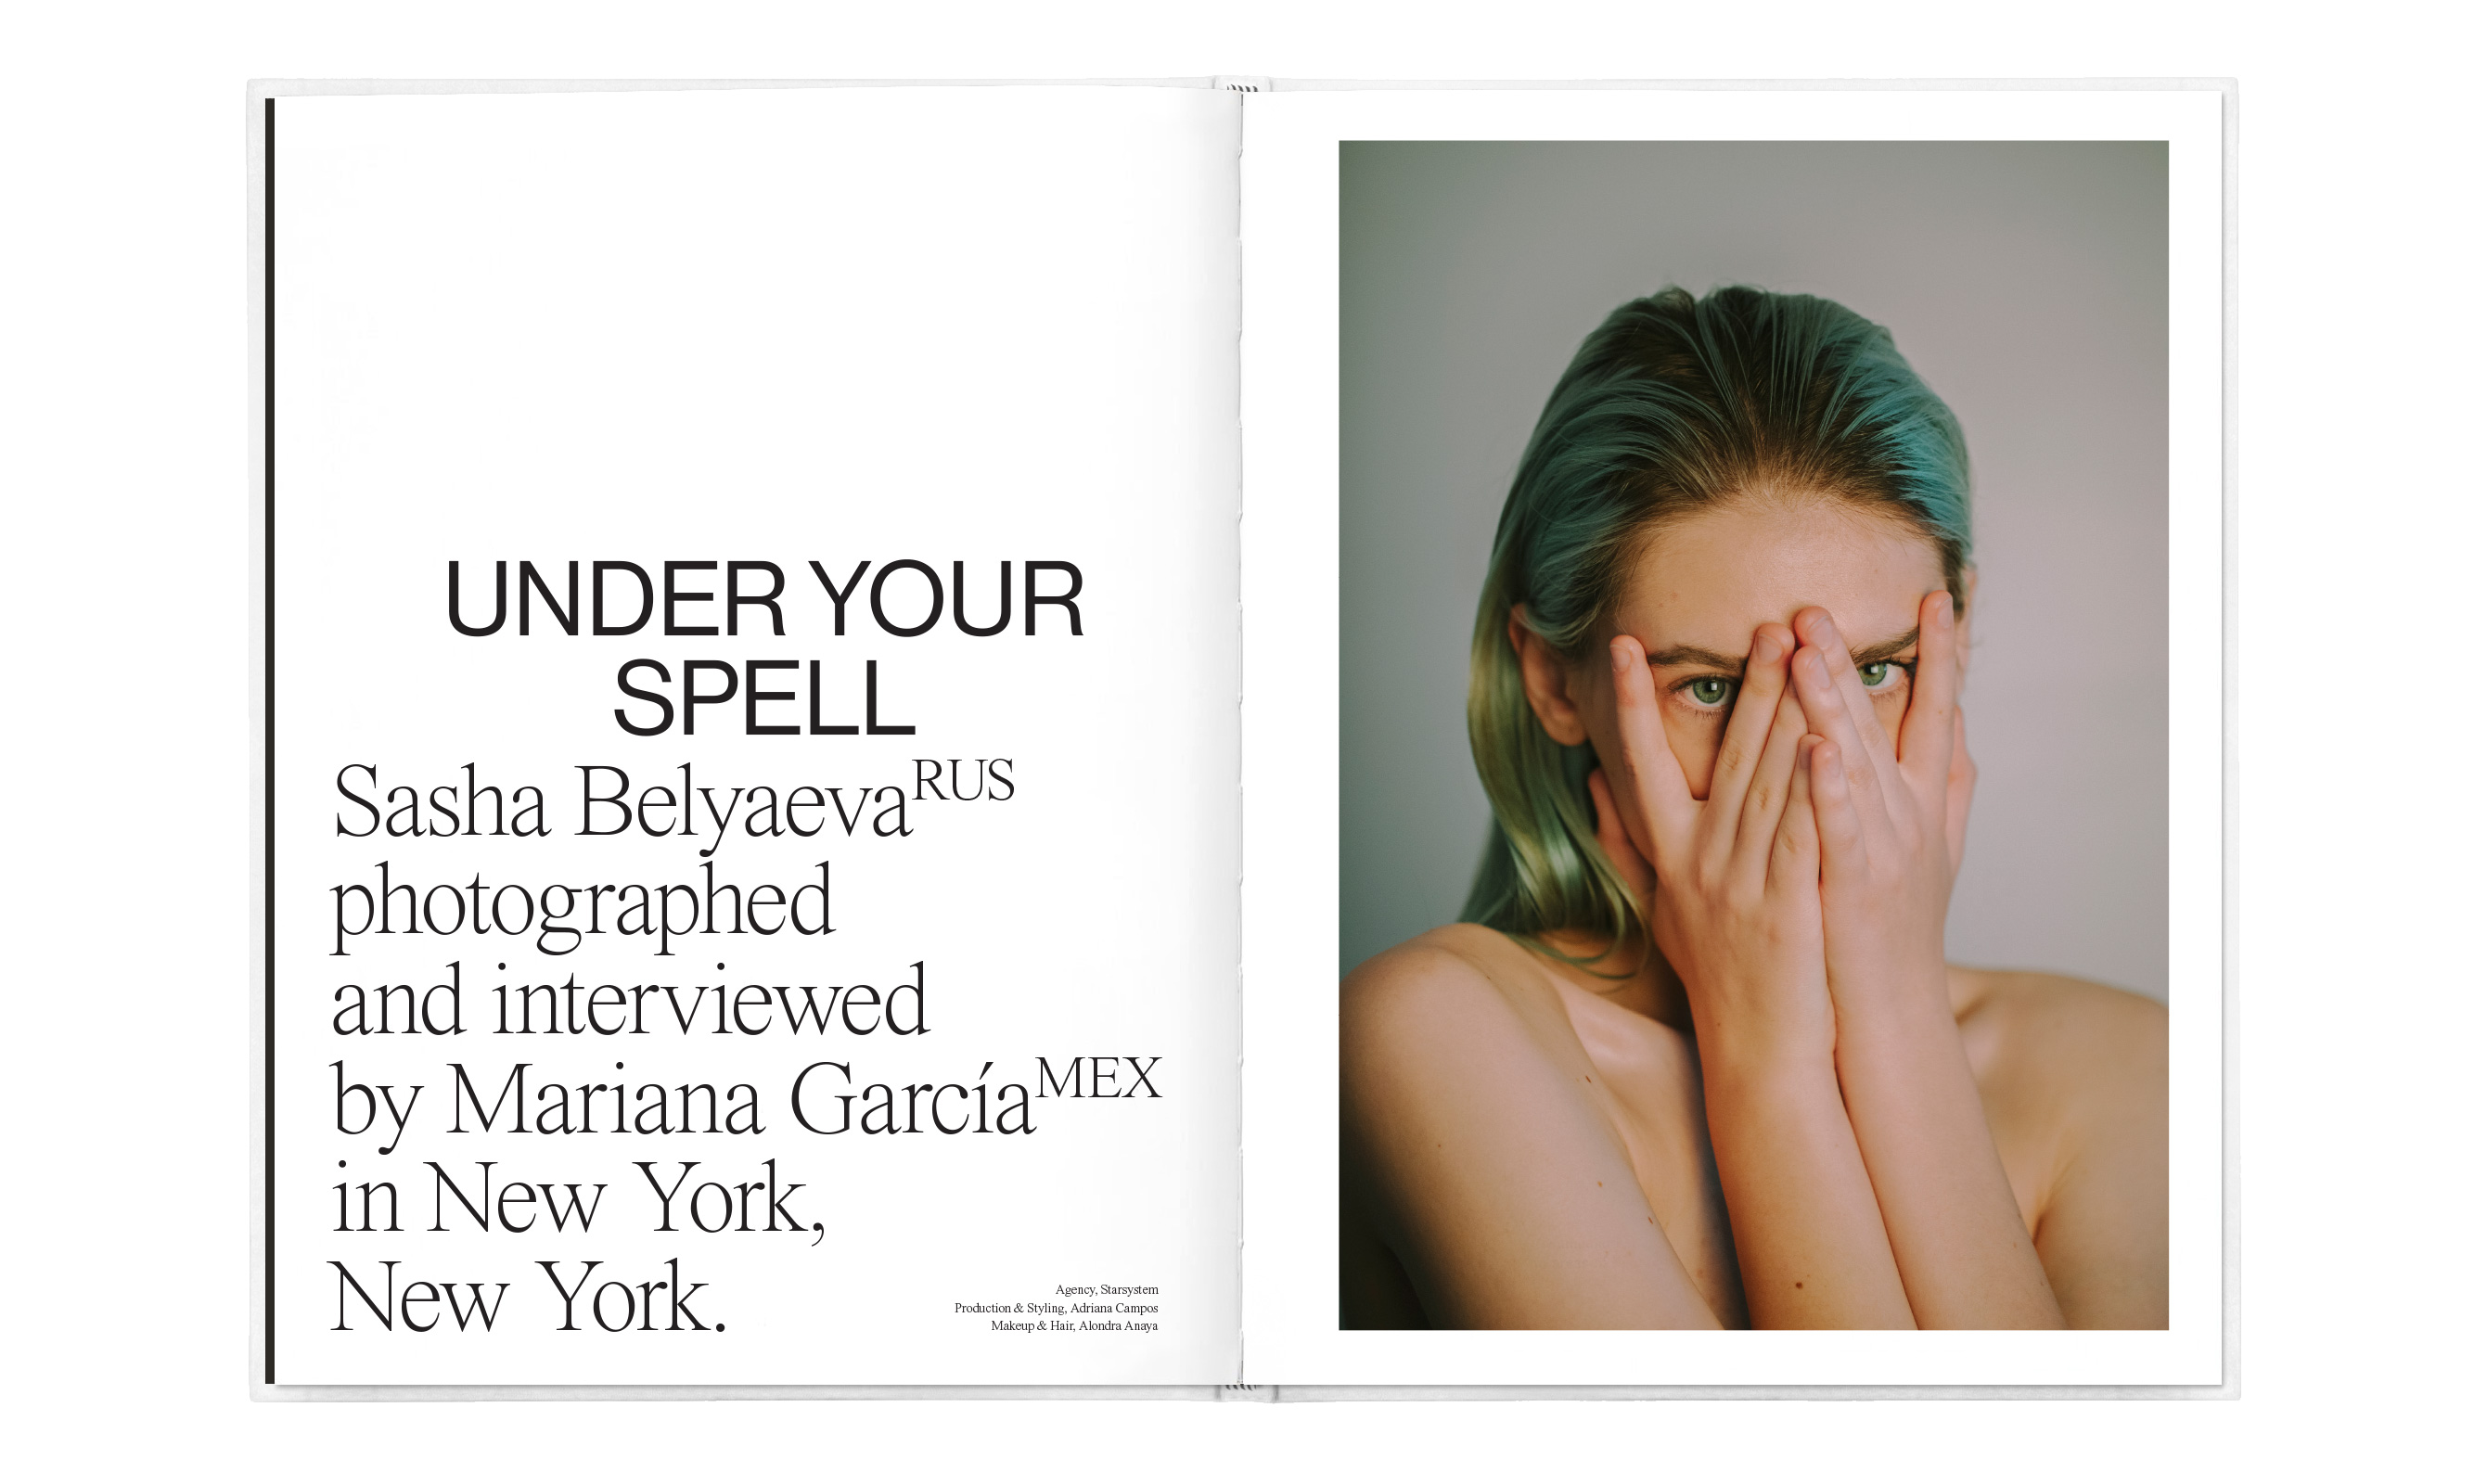 UNDER YOUR
SPELL
Sasha BelyaevaRUS
photographed
and interviewed
by Mariana GarcíaMEX
in New York,
New York.
Agency, Starsystem
Production & Styling, Adriana Campos
Makeup & Hair, Alondra Anaya